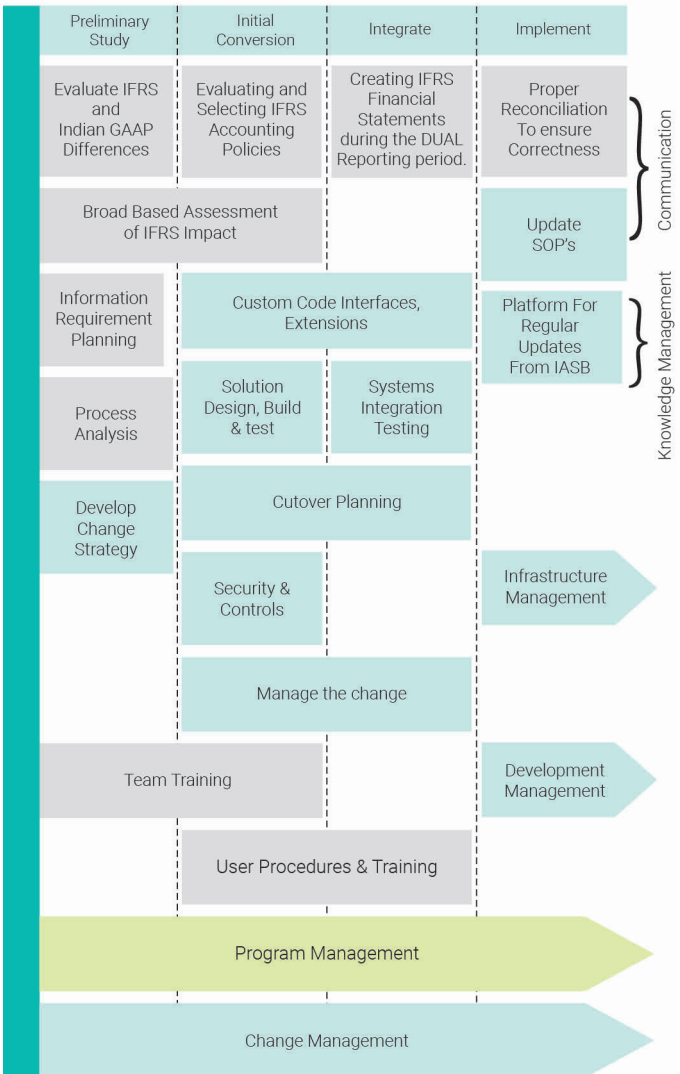 Preliminary
Study
Initial
Conversion
Integrate
Implement
Evaluate IFRS
and
Indian GAAP
Differences
Evaluating and
Selecting IFRS
Accounting
Policies
Creating IFRS
Financial
Statements
during the DUAL
Reporting period.
Proper
Reconciliation
To ensure
Correctness
Communication
Broad Based Assessment
of IFRS Impact
Update
SOP's
Information
Requirement
Planning
Custom Code Interfaces,
Extensions
Platform For
Regular
Updates
From IASB
Knowledge Management
Process
Analysis
Solution
Design, Build
& test
Systems
Integration
Testing
Develop
Change
Strategy
Cutover Planning
Security &
Controls
Infrastructure
Management
Manage the change
Team Training
Development
Management
User Procedures & Training
Program Management
Change Management